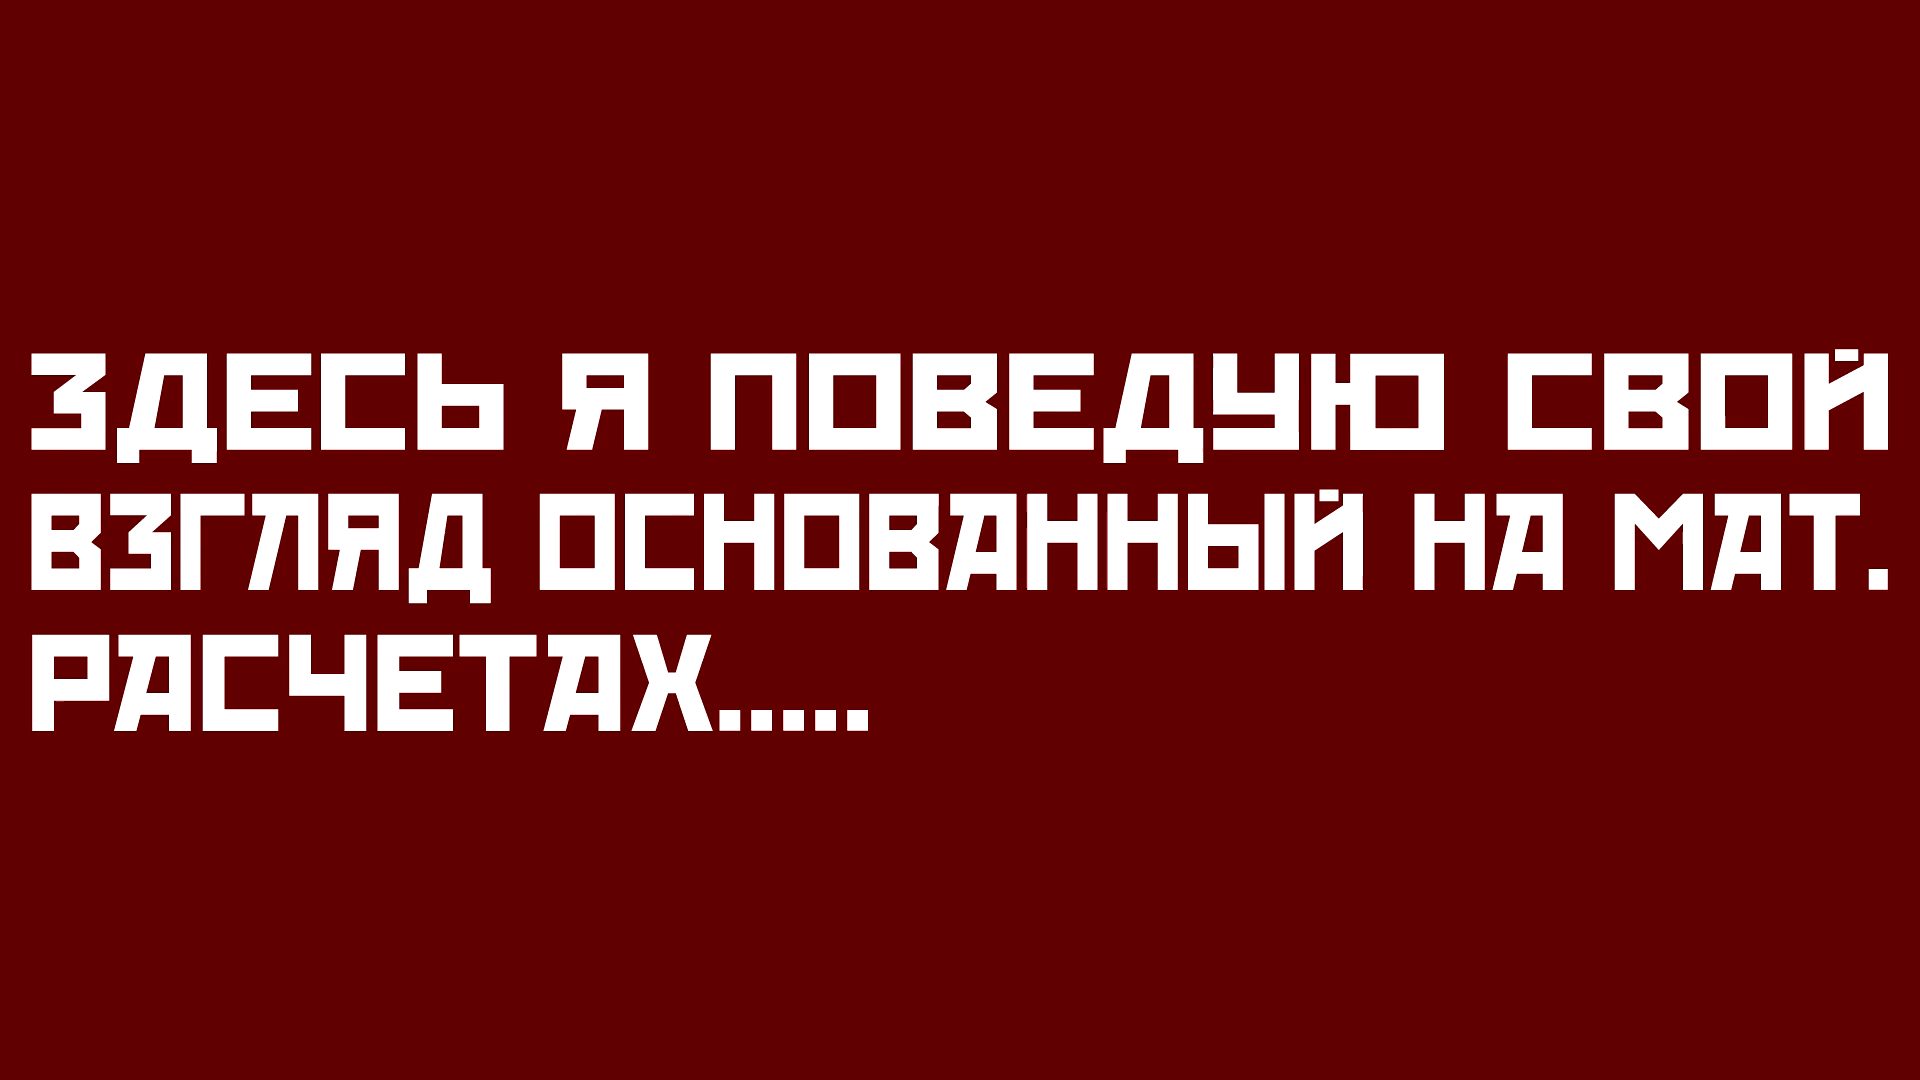 ЗДЕСЬ Я ПОВЕДУЮ СВОЙ
ВЗГЛЯД ОСНОВАННЫЙ НА МАТ.
РАСЧЕТАХ.....